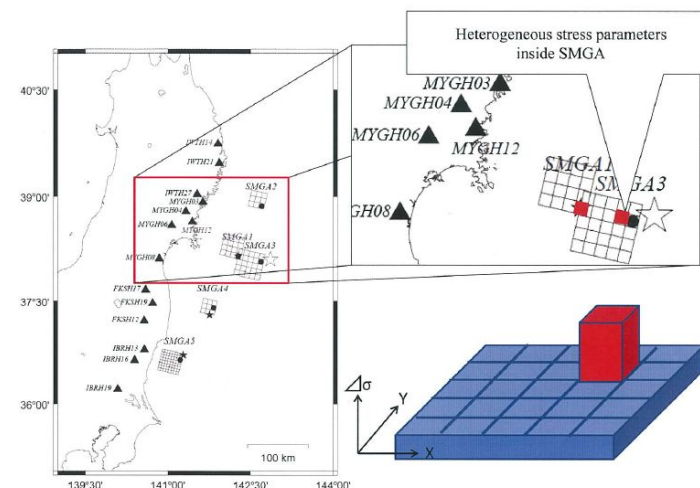 Heterogeneous stress parameters
inside SMGA
40°30'
39°00'
37°30'
36°00'
139°30'
141°00'
142°30'
144°00'
IWTH14
IWTH21
IWTH27
MYGH03
MYGH04
MYGH06
MYGH12
MYGH08
FKSH17
FKSH19
FKSH12
IBRH13
IBRH16
IBRH19
SMGA2
SMGA1
SMGA3
SMGA4
SMGA5
100 km
MYGH03
MYGH04
MYGH06
MYGH12
GH08
SMGA1
SMGA3
Δσ
Y
X